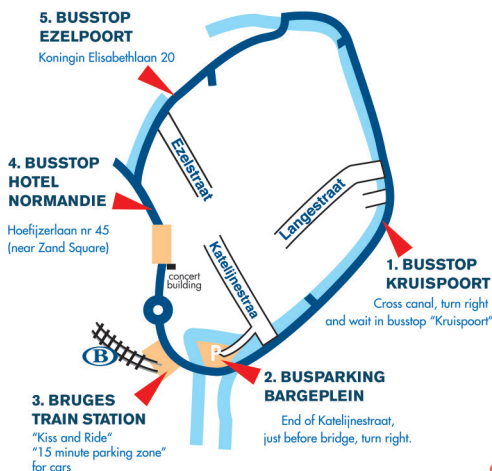 5. BUSSTOP
EZELPOORT
Koningin Elisabethlaan 20
Ezelstraat
4. BUSSTOP
HOTEL
NORMANDIE
Hoefijzerlaan nr 45
(near Zand Square)
Langestraat
Katelijnestraa
concert
building
1. BUSSTOP
KRUISPOORT
Cross canal, turn right
and wait in busstop "Kruispoort"
B
P
3. BRUGES
TRAIN STATION
"Kiss and Ride"
"15 minute parking zone"
for cars
2. BUSPARKING
BARGEPLEIN
End of Katelijnestraat,
just before bridge, turn right.